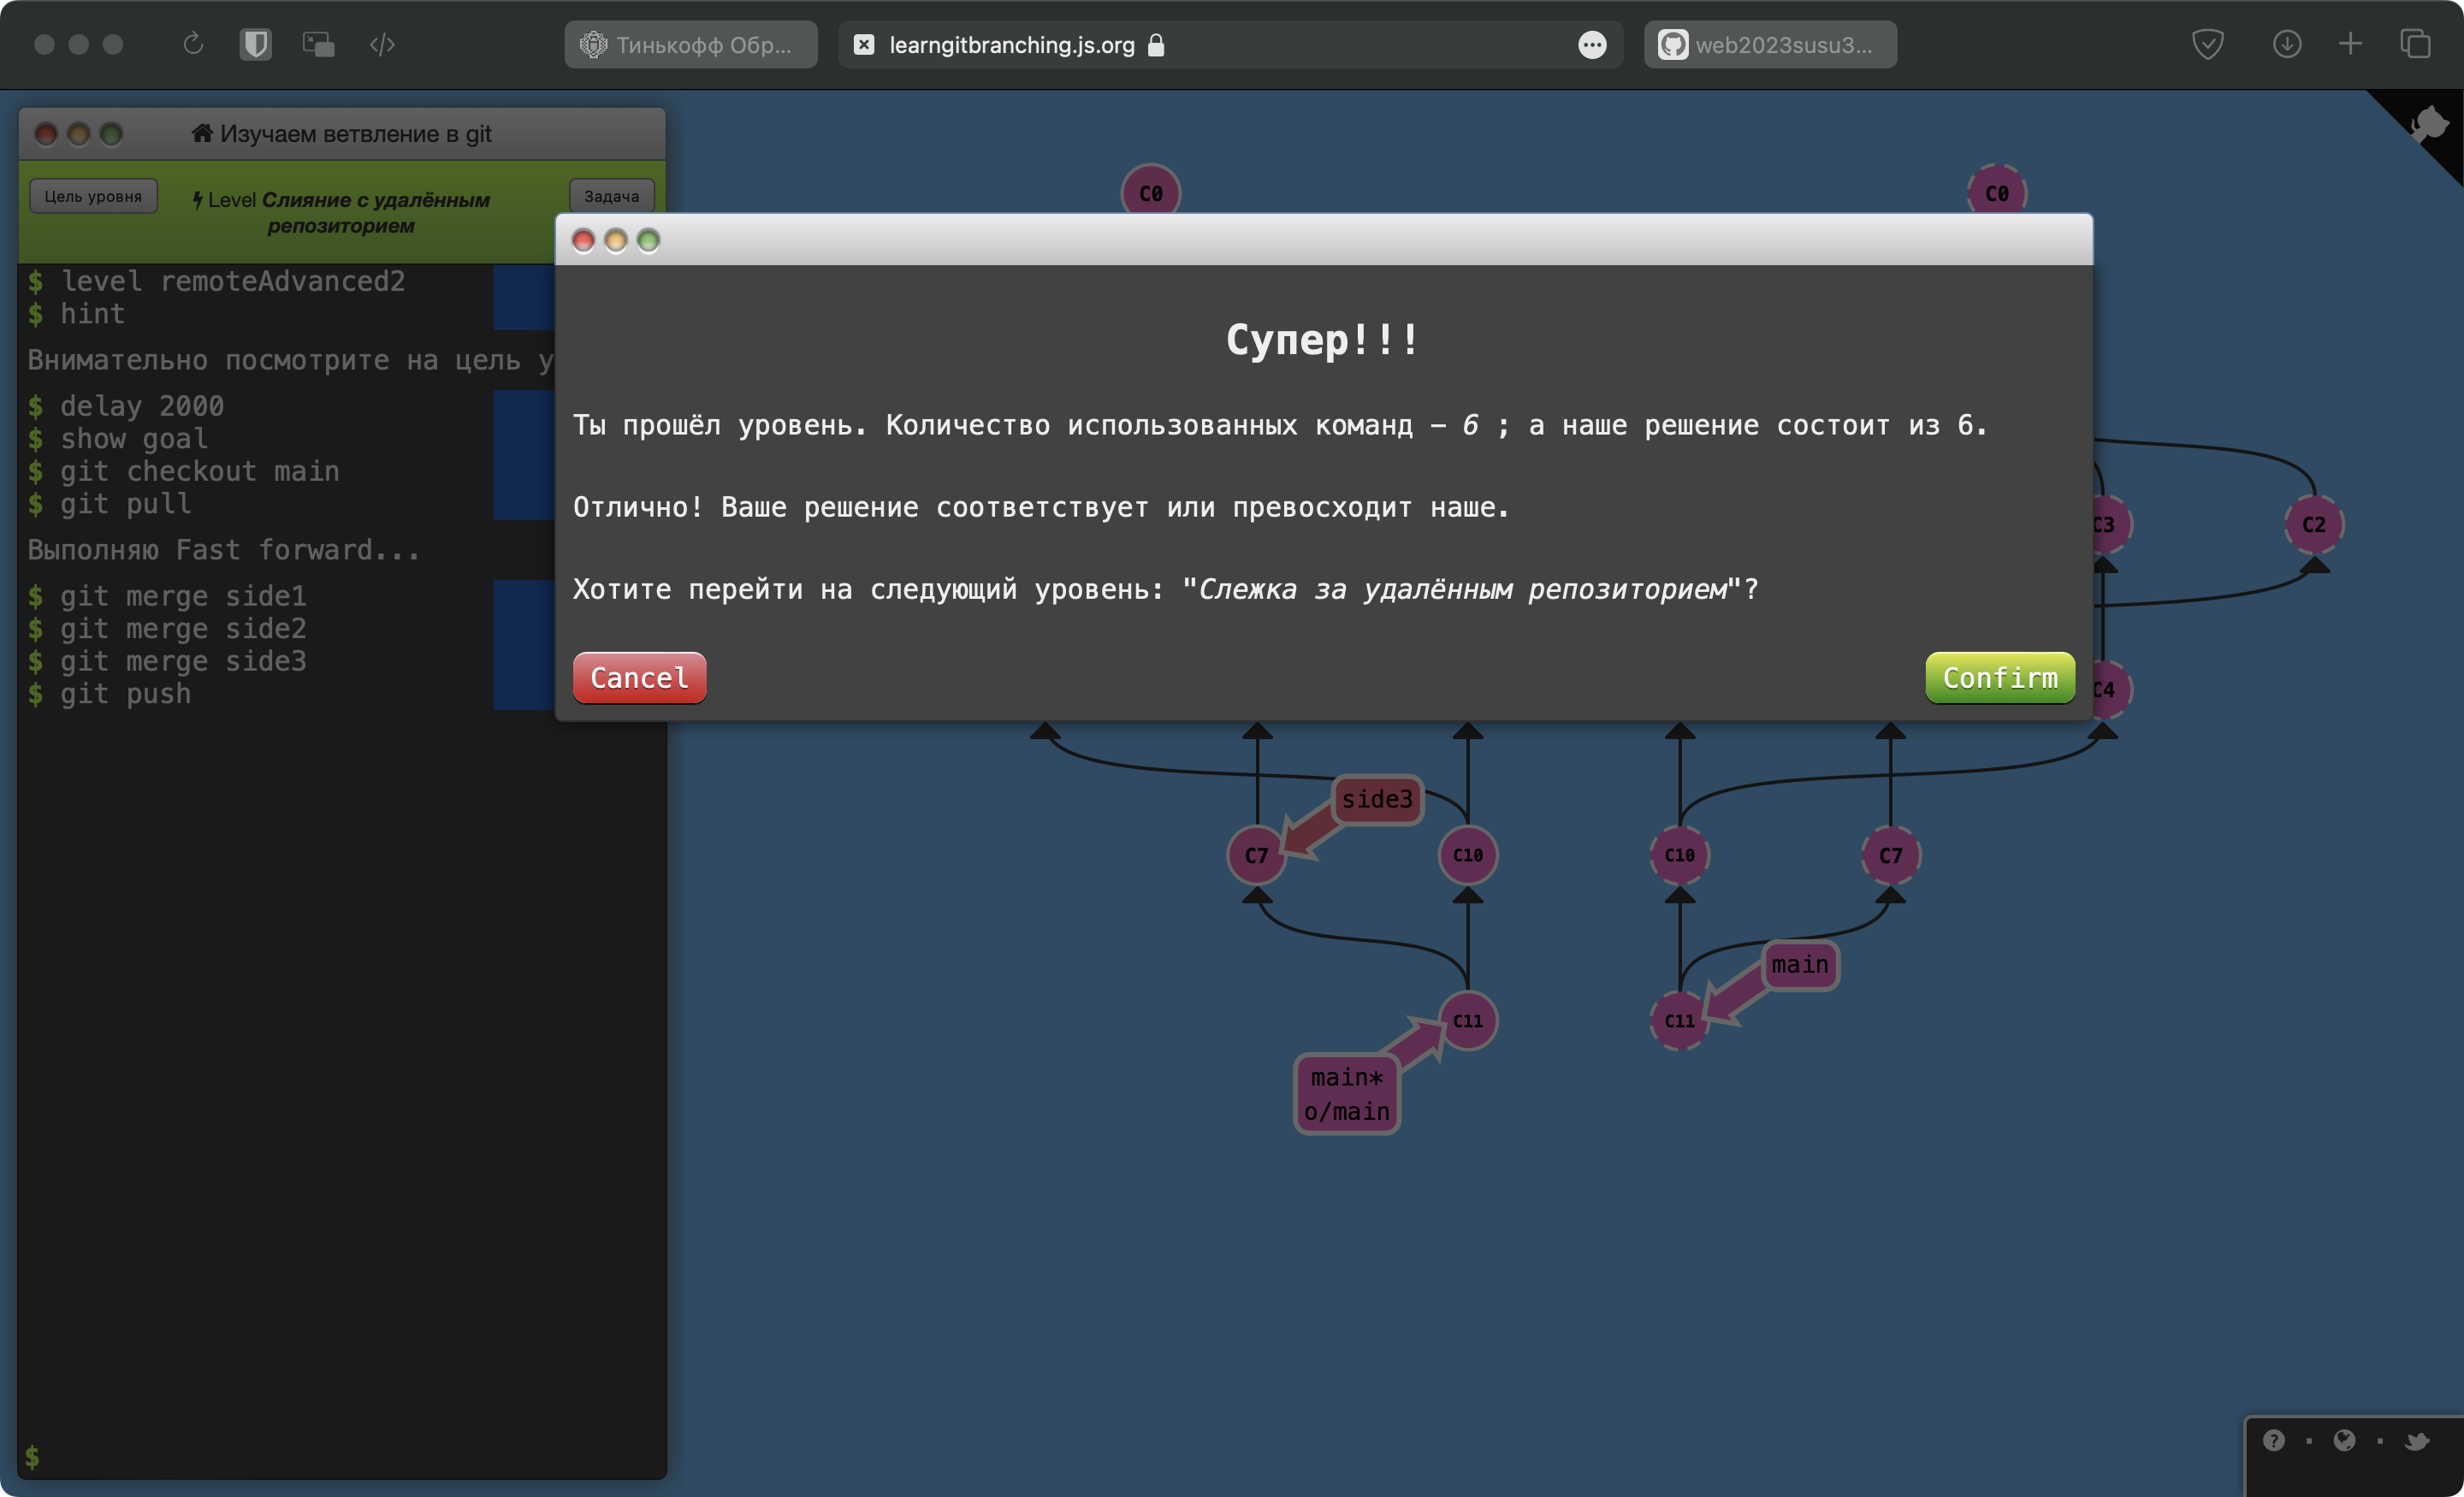 Тинькофф Обр...
learngitbranching.js.org
web2023susu3...
Изучаем ветвление в git
Цель уровня
Level Слияние с удалённым
репозиторием
Задача
$ level remoteAdvanced2
$ hint
Внимательно посмотрите на цель у
$ delay 2000
$ show goal
$ git checkout main
$ git pull
Выполняю Fast forward...
$ git merge side1
$ git merge side2
$ git merge side3
$ git push
$
Супер!!!
Ты прошёл уровень. Количество использованных команд – 6 ; а наше решение состоит из 6.
Отлично! Ваше решение соответствует или превосходит наше.
Хотите перейти на следующий уровень: "Слежка за удалённым репозиторием"?
Cancel
Confirm
C0
C0
C3
C2
C4
side3
C7
C10
C10
C7
main
C11
C11
main*
o/main